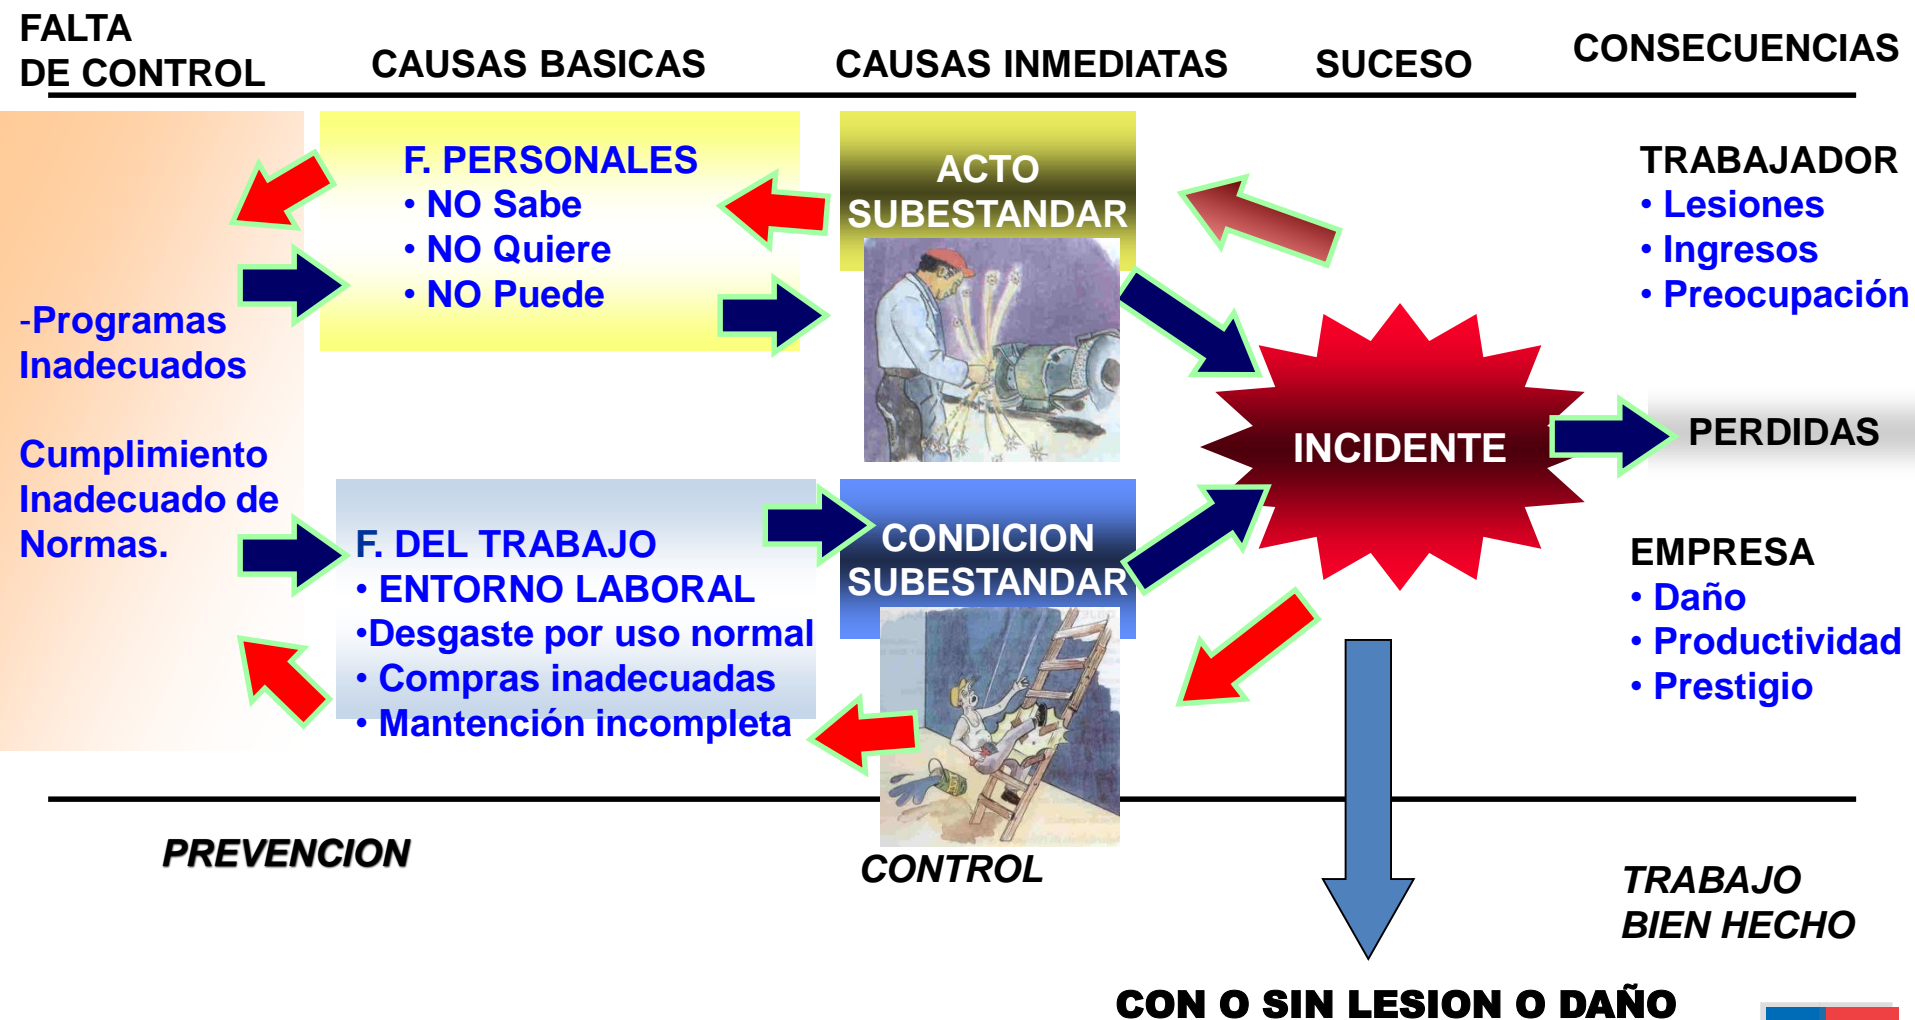 FALTA
DE CONTROL
CAUSAS BASICAS
CAUSAS INMEDIATAS
SUCESO
CONSECUENCIAS
-Programas
Inadecuados
Cumplimiento
Inadecuado de
Normas.
F. PERSONALES
• NO Sabe
• NO Quiere
• NO Puede
F. DEL TRABAJO
• ENTORNO LABORAL
•Desgaste por uso normal
• Compras inadecuadas
• Mantención incompleta
ACTO
SUBESTANDAR
CONDICION
SUBESTANDAR
INCIDENTE
TRABAJADOR
• Lesiones
• Ingresos
• Preocupación
PERDIDAS
EMPRESA
• Daño
• Productividad
• Prestigio
PREVENCION
CONTROL
TRABAJO
BIEN HECHO
CON O SIN LESION O DAÑO